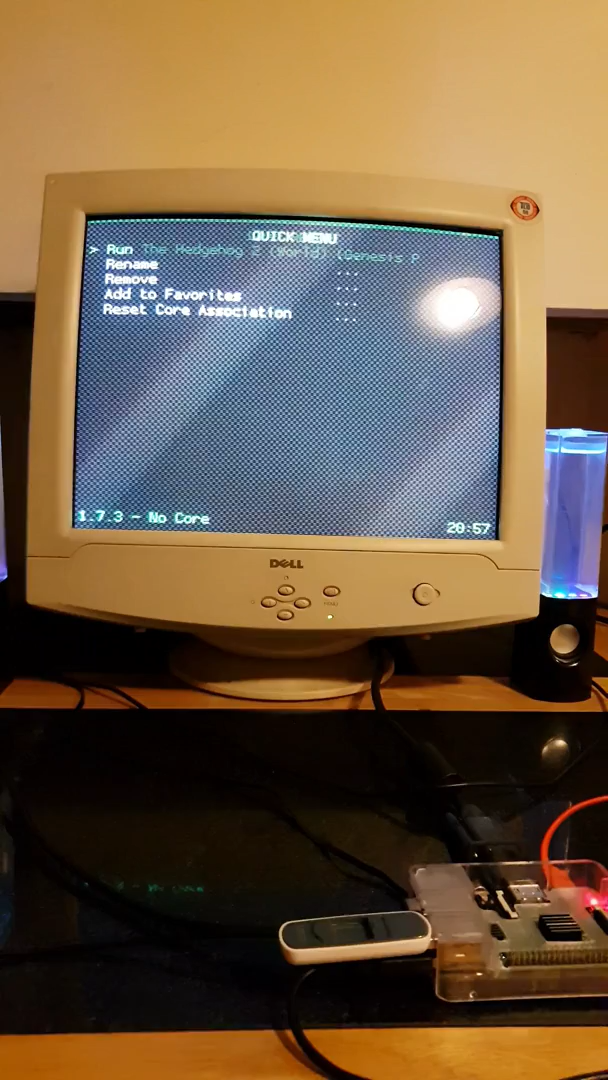 QUICK MENU
> Run The Hedgehog 2 (World) (Genesis P
Rename ...
Remove ...
Add to Favorites ...
Reset Core Association ...
1.7.3 - No Core
20:57
DELL